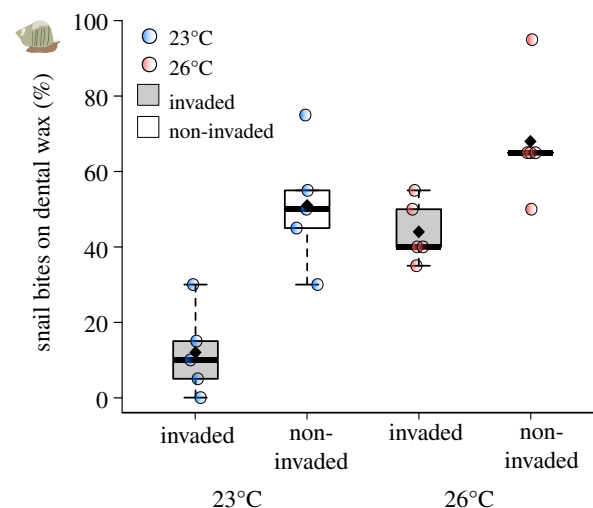 snail bites on dental wax (%)
100
80
60
40
20
0
23°C
26°C
invaded
non-invaded
invaded
non-
invaded
invaded
non-
invaded
23°C
26°C